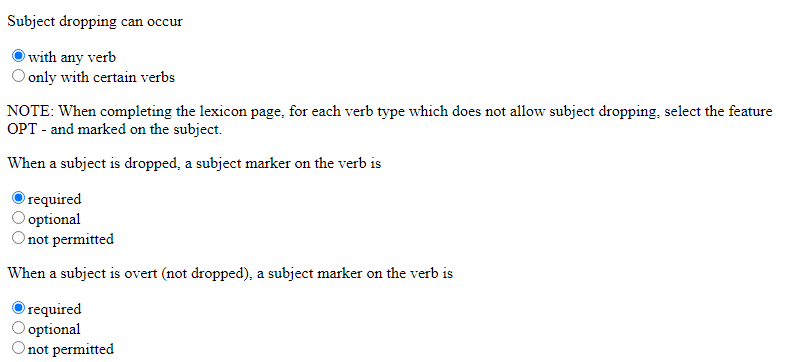 Subject dropping can occur
with any verb
only with certain verbs
NOTE: When completing the lexicon page, for each verb type which does not allow subject dropping, select the feature
OPT - and marked on the subject.
When a subject is dropped, a subject marker on the verb is
required
optional
not permitted
When a subject is overt (not dropped), a subject marker on the verb is
required
optional
not permitted